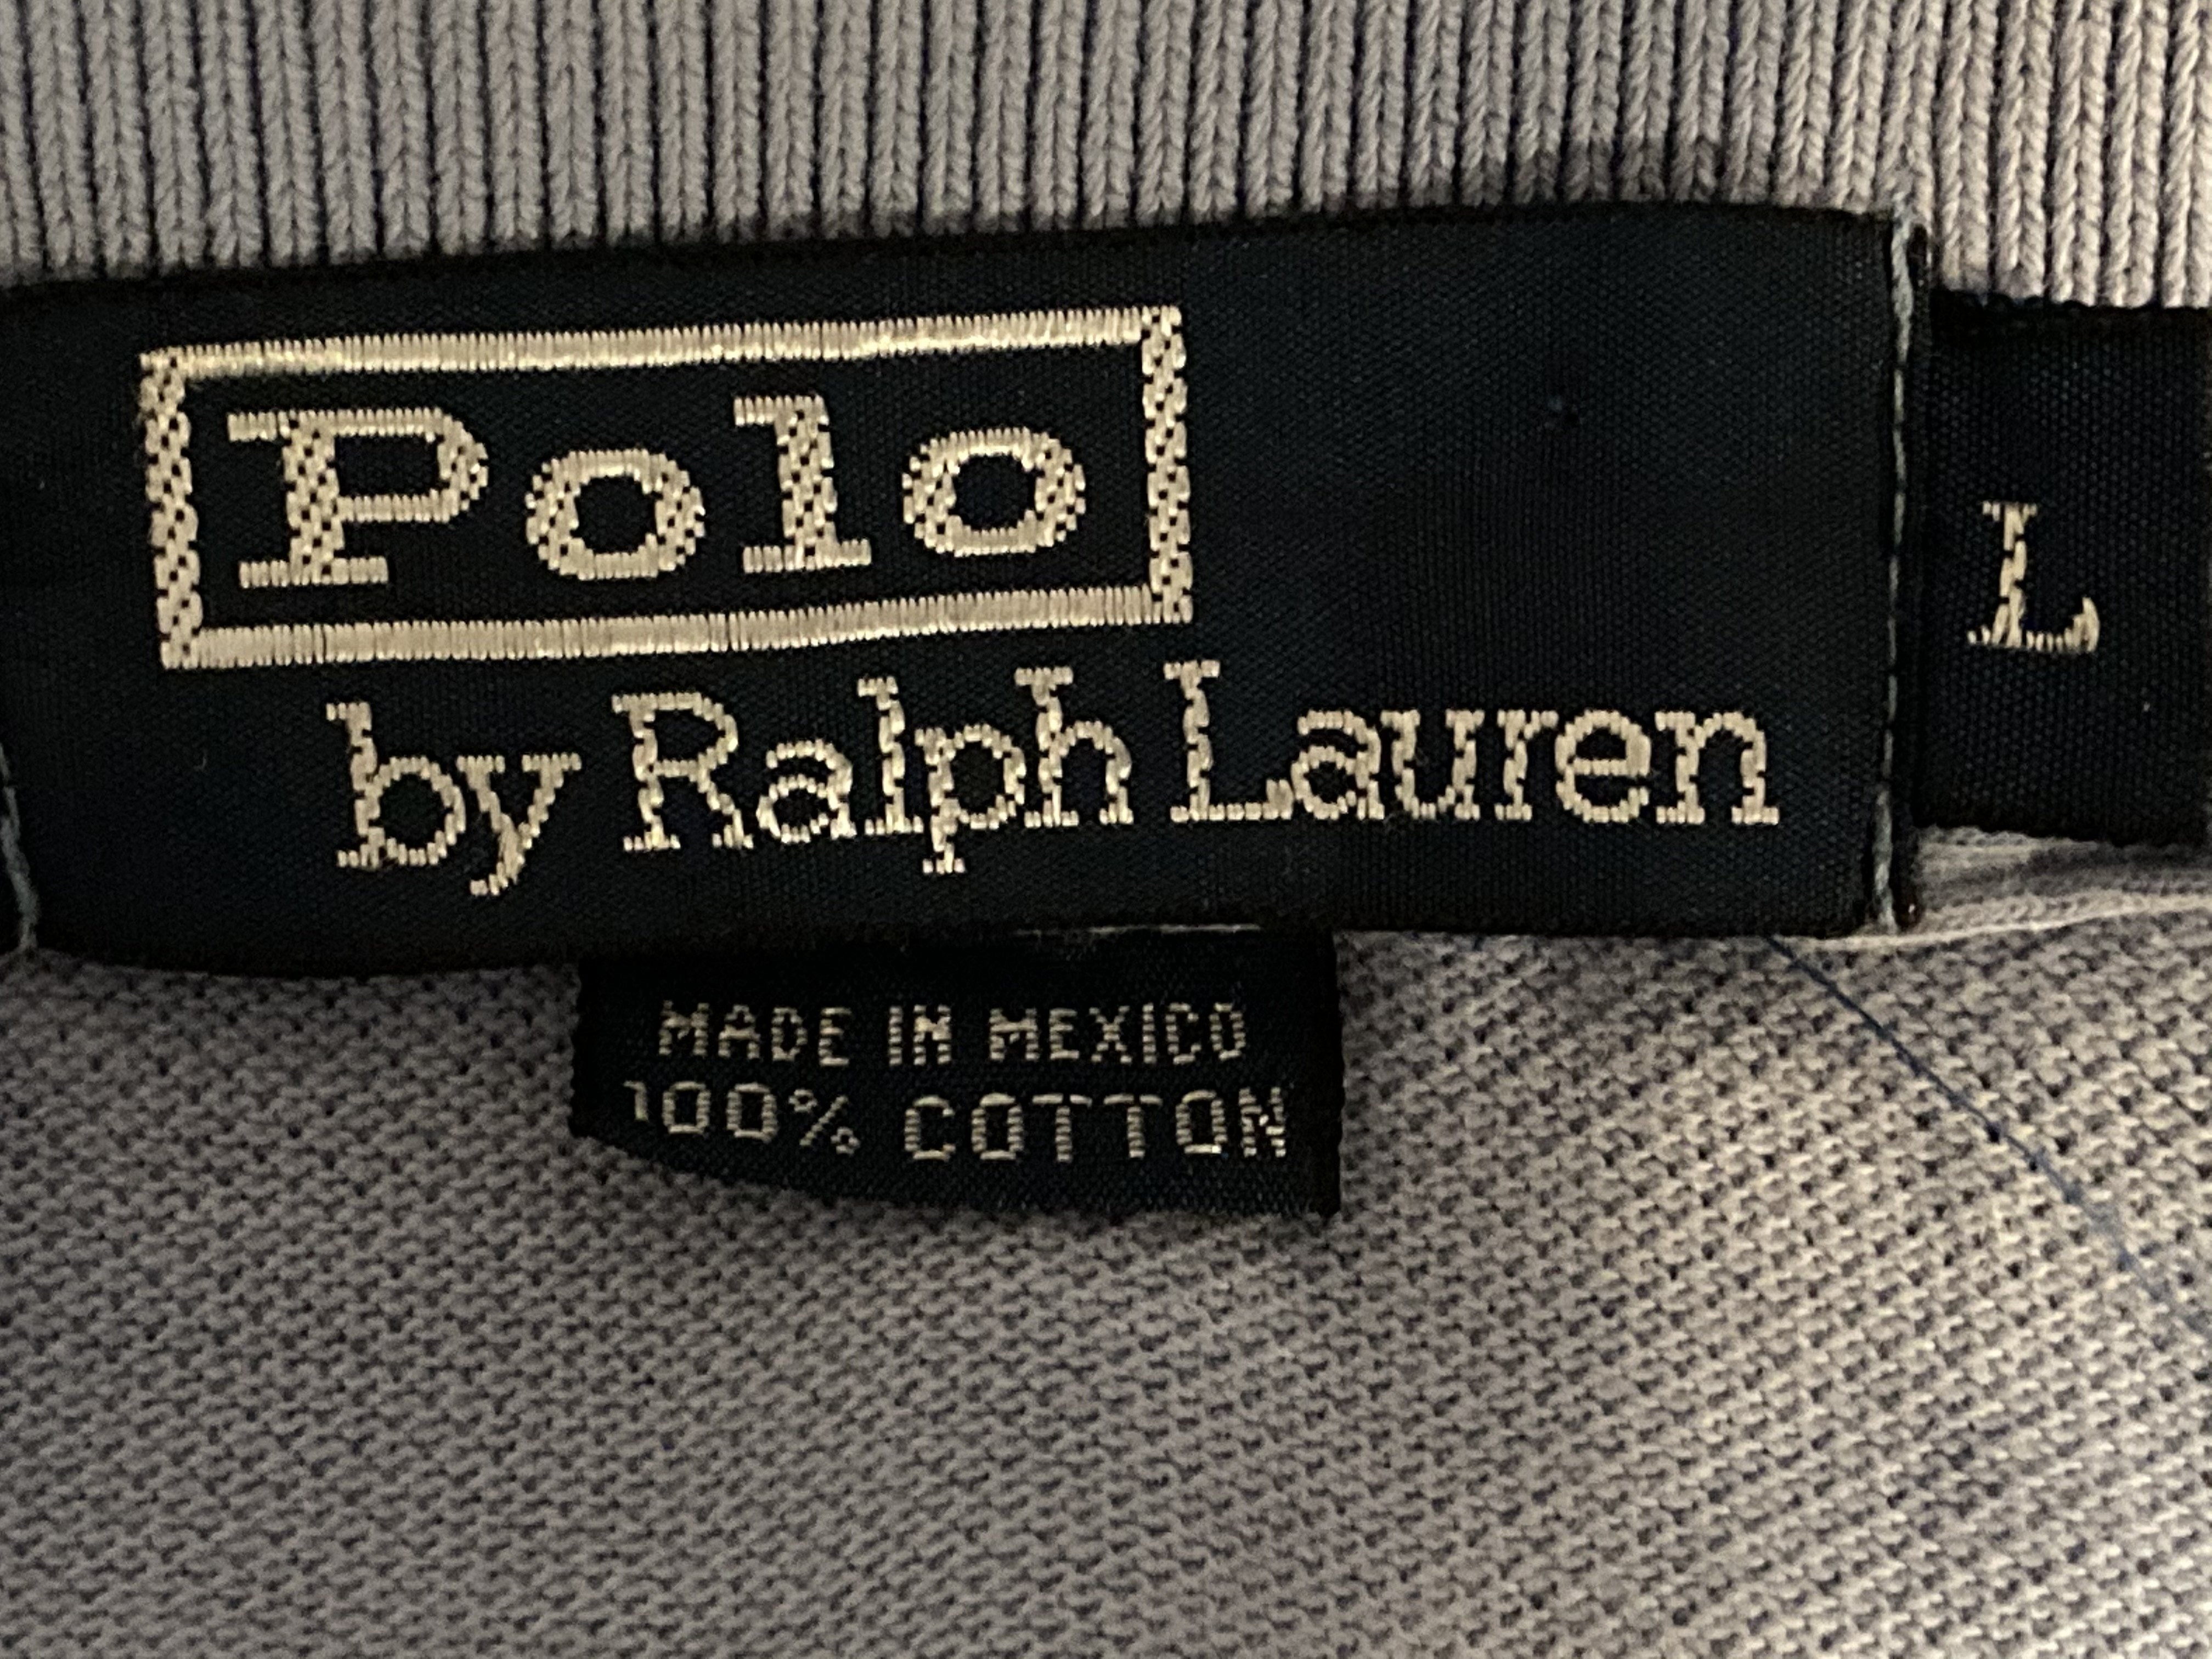 Polo
by Ralph Lauren
L
MADE IN MEXICO
100% COTTON